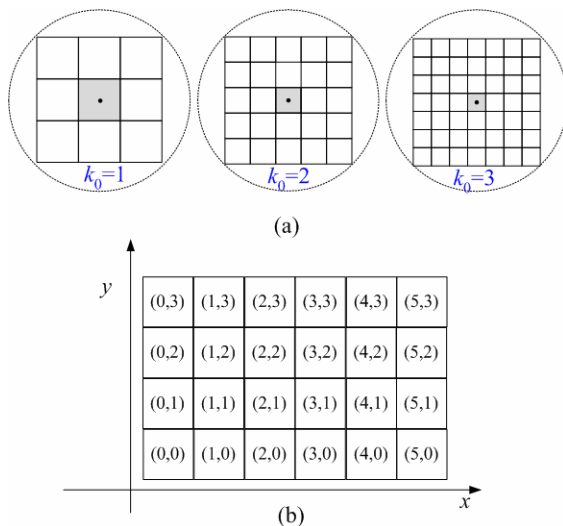 k0=1 k0=2 k0=3
(a)
y
(0,3) (1,3) (2,3) (3,3) (4,3) (5,3)
(0,2) (1,2) (2,2) (3,2) (4,2) (5,2)
(0,1) (1,1) (2,1) (3,1) (4,1) (5,1)
(0,0) (1,0) (2,0) (3,0) (4,0) (5,0)
x
(b)